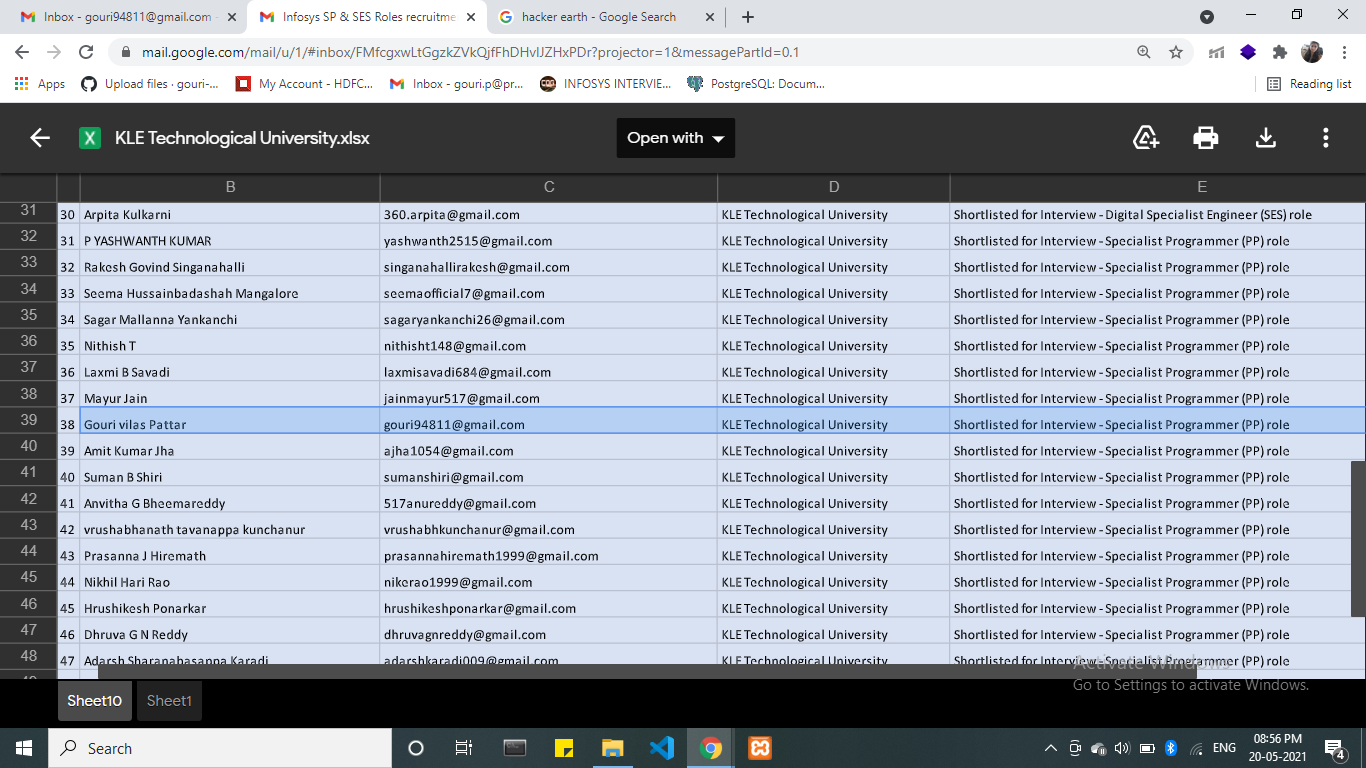 Inbox - gouri94811@gmail.com - Infosys SP & SES Roles recruitme hacker earth - Google Search
mail.google.com/mail/u/1/#inbox/FMfcgxwLtGgzkZVkQjfFhDHvlJZHxPDr?projector=1&messagePartId=0.1
Apps Upload files · gouri-... My Account - HDFC... Inbox - gouri.p@pr... INFOSYS INTERVIE... PostgreSQL: Docum... Reading list
X KLE Technological University.xlsx Open with
B C D E
31 30 Arpita Kulkarni 360.arpita@gmail.com KLE Technological University Shortlisted for Interview - Digital Specialist Engineer (SES) role
32 31 P YASHWANTH KUMAR yashwanth2515@gmail.com KLE Technological University Shortlisted for Interview - Specialist Programmer (PP) role
33 32 Rakesh Govind Singanahalli singanahallirakesh@gmail.com KLE Technological University Shortlisted for Interview - Specialist Programmer (PP) role
34 33 Seema Hussainbadashah Mangalore seemaofficial7@gmail.com KLE Technological University Shortlisted for Interview - Specialist Programmer (PP) role
35 34 Sagar Mallanna Yankanchi sagaryankanchi26@gmail.com KLE Technological University Shortlisted for Interview - Specialist Programmer (PP) role
36 35 Nithish T nithisht148@gmail.com KLE Technological University Shortlisted for Interview - Specialist Programmer (PP) role
37 36 Laxmi B Savadi laxmisavadi684@gmail.com KLE Technological University Shortlisted for Interview - Specialist Programmer (PP) role
38 37 Mayur Jain jainmayur517@gmail.com KLE Technological University Shortlisted for Interview - Specialist Programmer (PP) role
39 38 Gouri vilas Pattar gouri94811@gmail.com KLE Technological University Shortlisted for Interview - Specialist Programmer (PP) role
40 39 Amit Kumar Jha ajha1054@gmail.com KLE Technological University Shortlisted for Interview - Specialist Programmer (PP) role
41 40 Suman B Shiri sumanshiri@gmail.com KLE Technological University Shortlisted for Interview - Specialist Programmer (PP) role
42 41 Anvitha G Bheemareddy 517anureddy@gmail.com KLE Technological University Shortlisted for Interview - Specialist Programmer (PP) role
43 42 vrushabhanath tavanappa kunchanur vrushabhkunchanur@gmail.com KLE Technological University Shortlisted for Interview - Specialist Programmer (PP) role
44 43 Prasanna J Hiremath prasannahiremath1999@gmail.com KLE Technological University Shortlisted for Interview - Specialist Programmer (PP) role
45 44 Nikhil Hari Rao nikerao1999@gmail.com KLE Technological University Shortlisted for Interview - Specialist Programmer (PP) role
46 45 Hrushikesh Ponarkar hrushikeshponarkar@gmail.com KLE Technological University Shortlisted for Interview - Specialist Programmer (PP) role
47 46 Dhruva G N Reddy dhruvagnreddy@gmail.com KLE Technological University Shortlisted for Interview - Specialist Programmer (PP) role
48 47 Adarsh Sharanabasappa Karadi adarshkaradi009@gmail.com KLE Technological University Shortlisted for Interview - Specialist Programmer (PP) role
Activate Windows
Go to Settings to activate Windows.
Sheet10 Sheet1
Search ENG 08:56 PM
20-05-2021 4